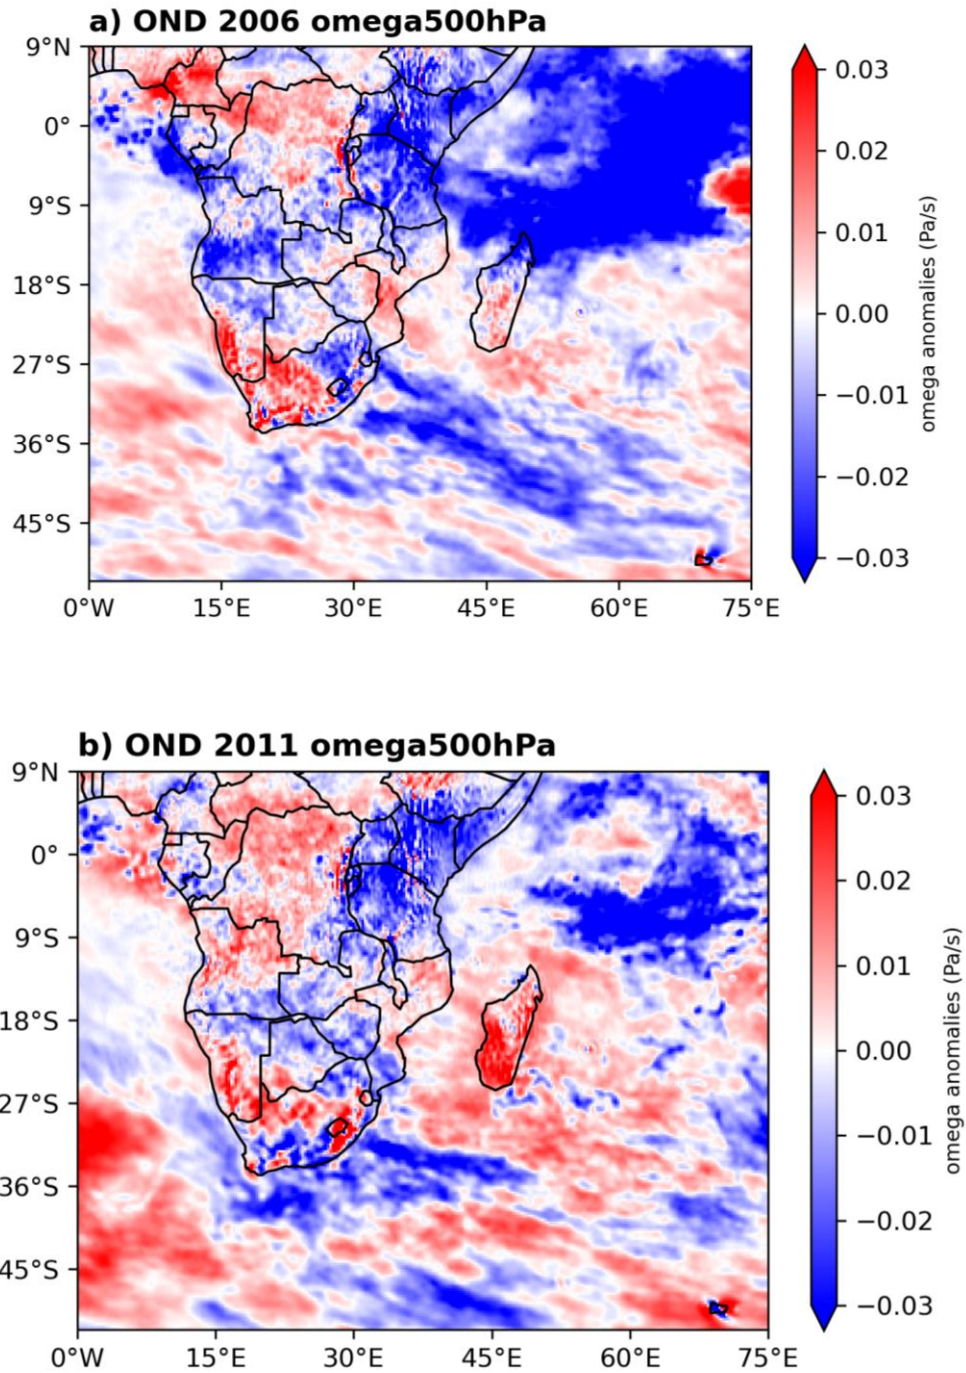 a) OND 2006 omega500hPa
9°N
0°
9°S
18°S
27°S
36°S
45°S
0°W 15°E 30°E 45°E 60°E 75°E
0.03
0.02
0.01
0.00
−0.01
−0.02
−0.03
omega anomalies (Pa/s)
b) OND 2011 omega500hPa
9°N
0°
9°S
18°S
27°S
36°S
45°S
0°W 15°E 30°E 45°E 60°E 75°E
0.03
0.02
0.01
0.00
−0.01
−0.02
−0.03
omega anomalies (Pa/s)